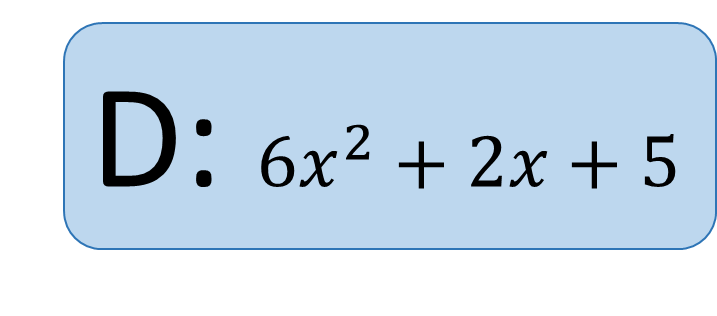 D: 6x² + 2x + 5